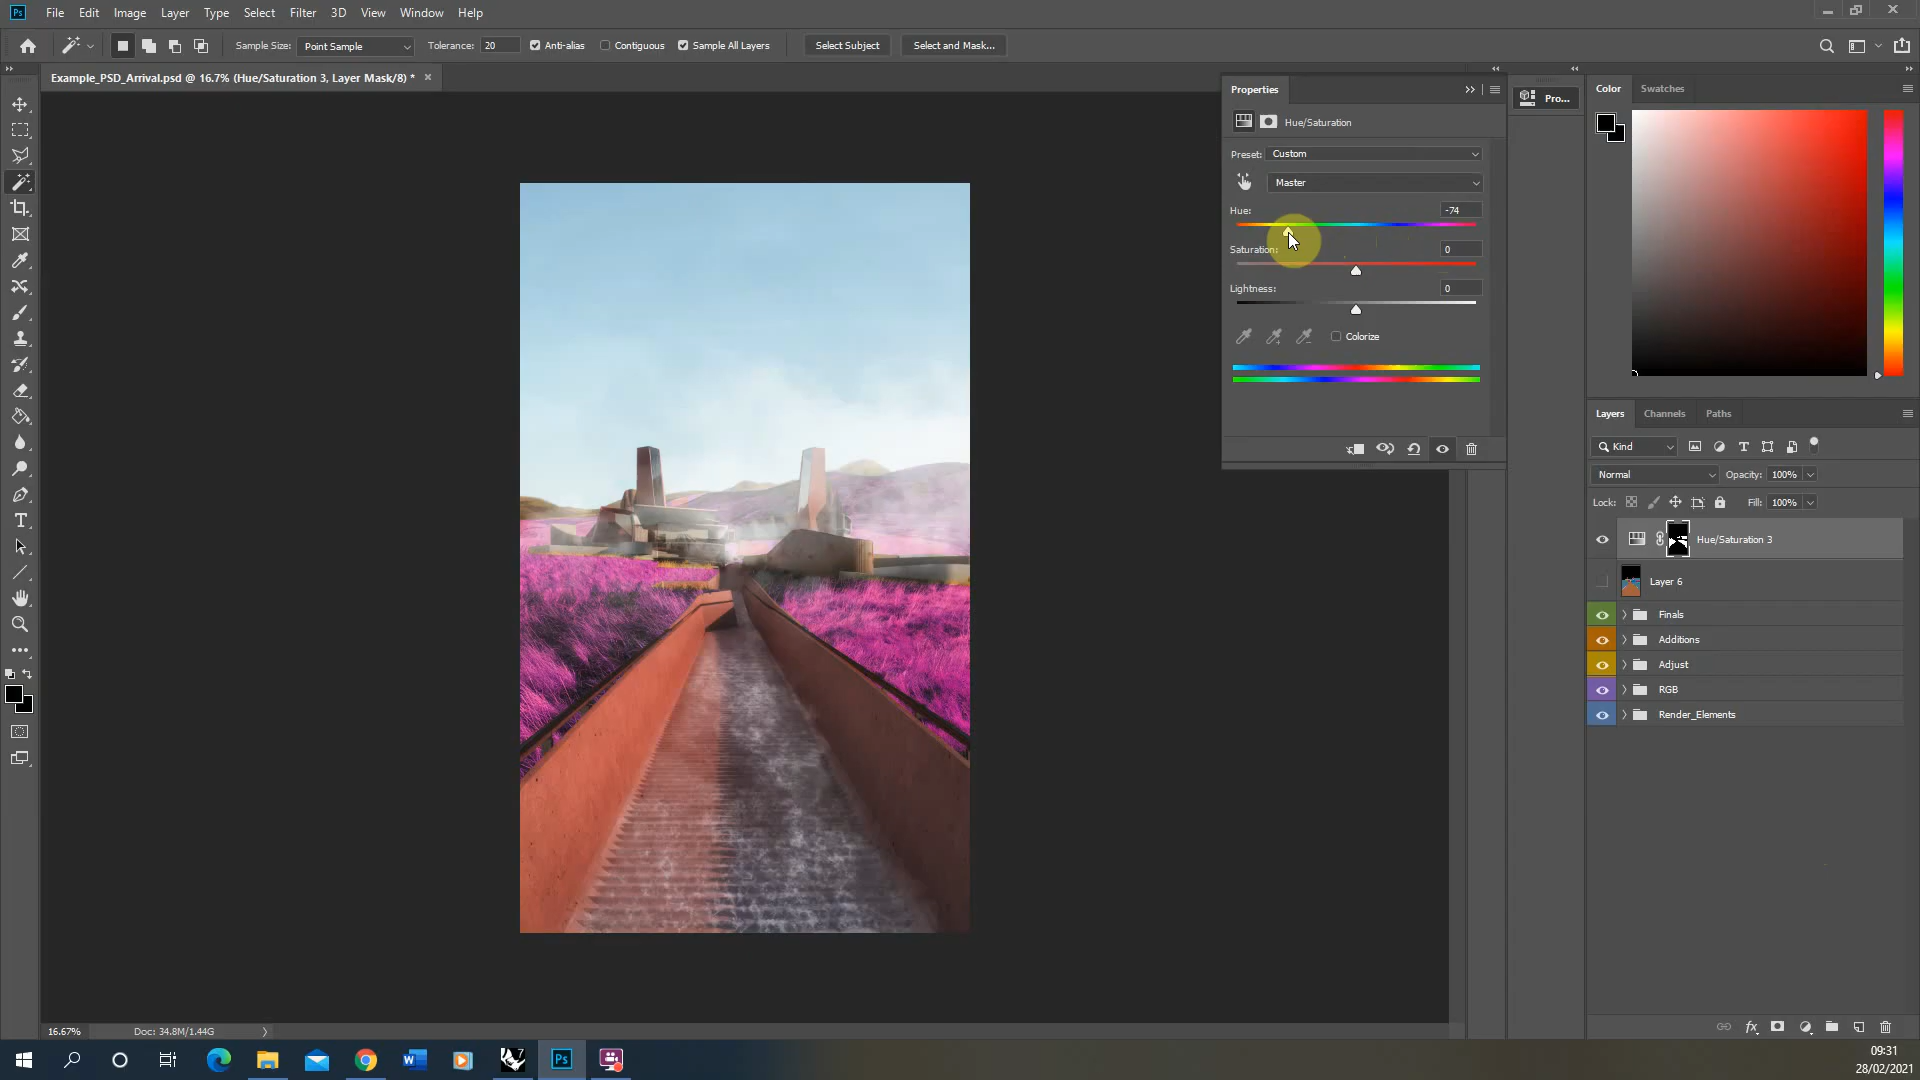 Ps File Edit Image Layer Type Select Filter 3D View Window Help
Sample Size: Point Sample Tolerance: 20 Anti-alias Contiguous Sample All Layers Select Subject Select and Mask...
Example_PSD_Arrival.psd @ 16.7% (Hue/Saturation 3, Layer Mask/8) *
Properties
Hue/Saturation
Preset: Custom
Master
Hue: -74
Saturation: 0
Lightness: 0
Colorize
Pro...
Color Swatches
Layers Channels Paths
Kind
Normal Opacity: 100%
Lock: Fill: 100%
Hue/Saturation 3
Layer 6
Finals
Additions
Adjust
RGB
Render_Elements
fx
16.67% Doc: 34.8M/1.44G
W 7 Ps
09:31
28/02/2021